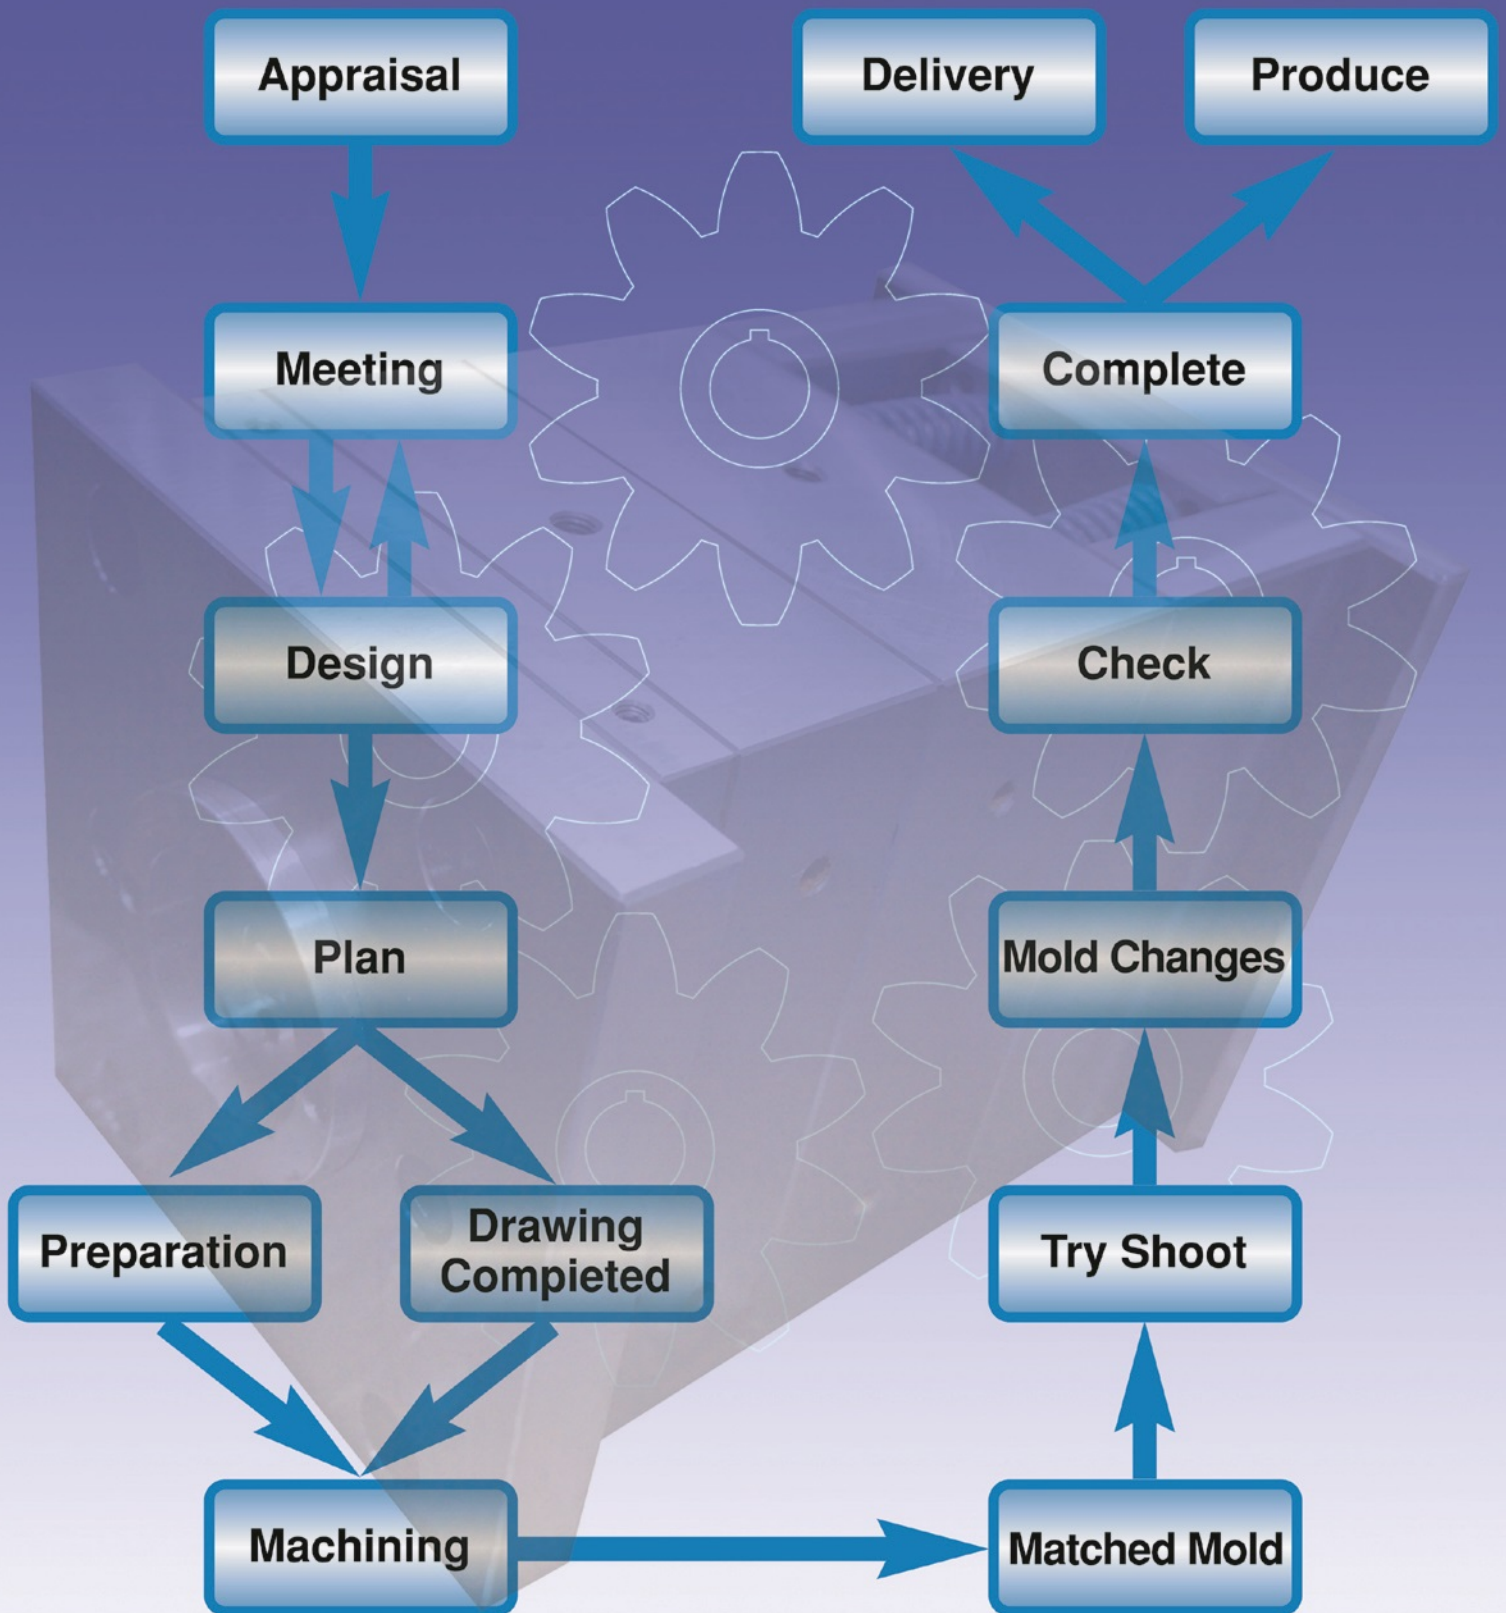 Appraisal
Meeting
Design
Plan
Preparation
Drawing
Compieted
Machining
Matched Mold
Try Shoot
Mold Changes
Check
Complete
Delivery
Produce